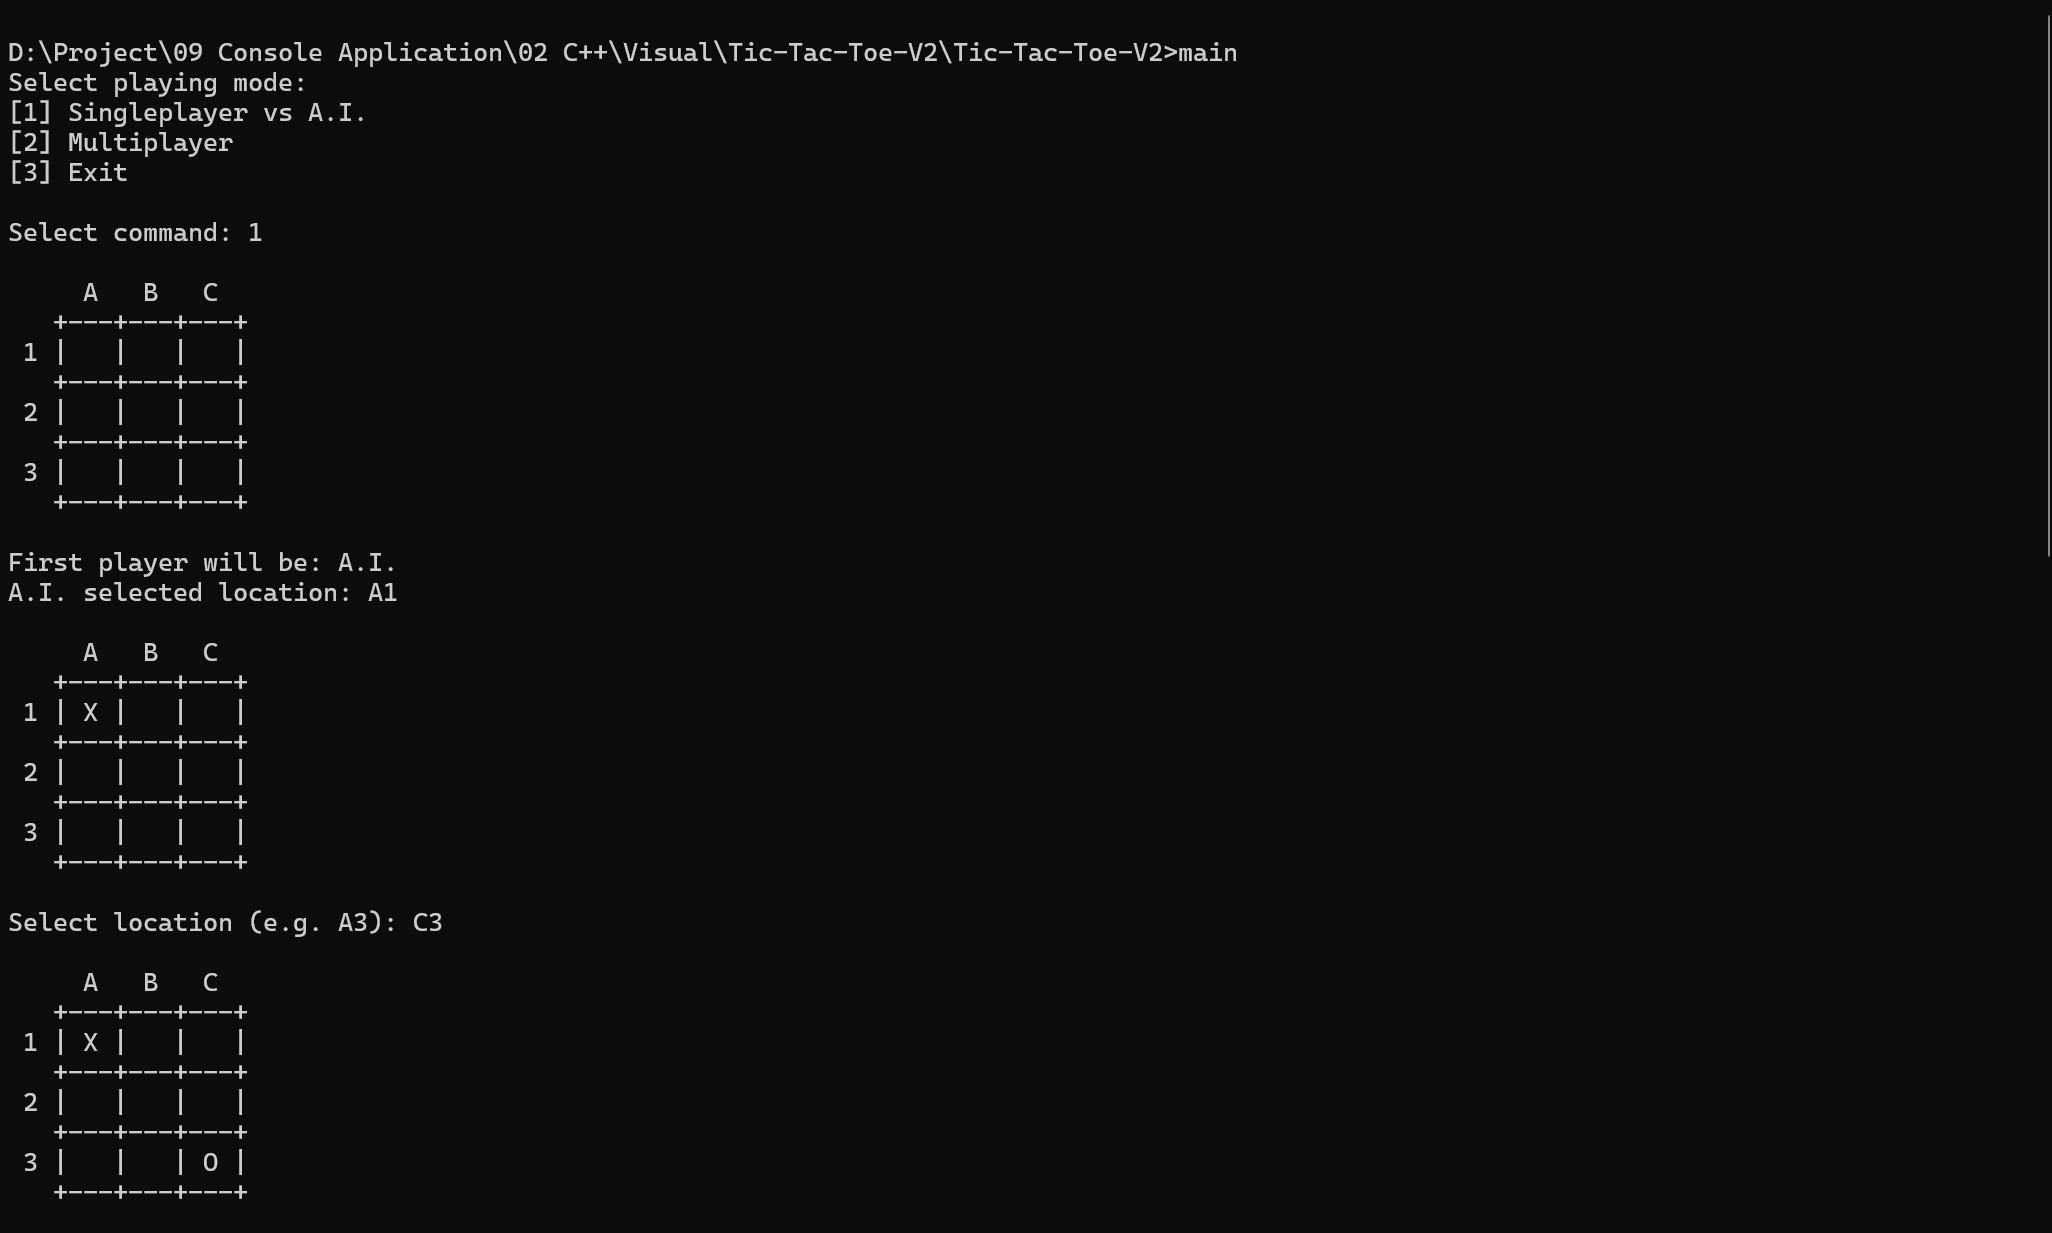 D:\Project\09 Console Application\02 C++\Visual\Tic-Tac-Toe-V2\Tic-Tac-Toe-V2>main
Select playing mode:
[1] Singleplayer vs A.I.
[2] Multiplayer
[3] Exit

Select command: 1

     A   B   C
   +---+---+---+
 1 |   |   |   |
   +---+---+---+
 2 |   |   |   |
   +---+---+---+
 3 |   |   |   |
   +---+---+---+

First player will be: A.I.
A.I. selected location: A1

     A   B   C
   +---+---+---+
 1 | X |   |   |
   +---+---+---+
 2 |   |   |   |
   +---+---+---+
 3 |   |   |   |
   +---+---+---+

Select location (e.g. A3): C3

     A   B   C
   +---+---+---+
 1 | X |   |   |
   +---+---+---+
 2 |   |   |   |
   +---+---+---+
 3 |   |   | O |
   +---+---+---+